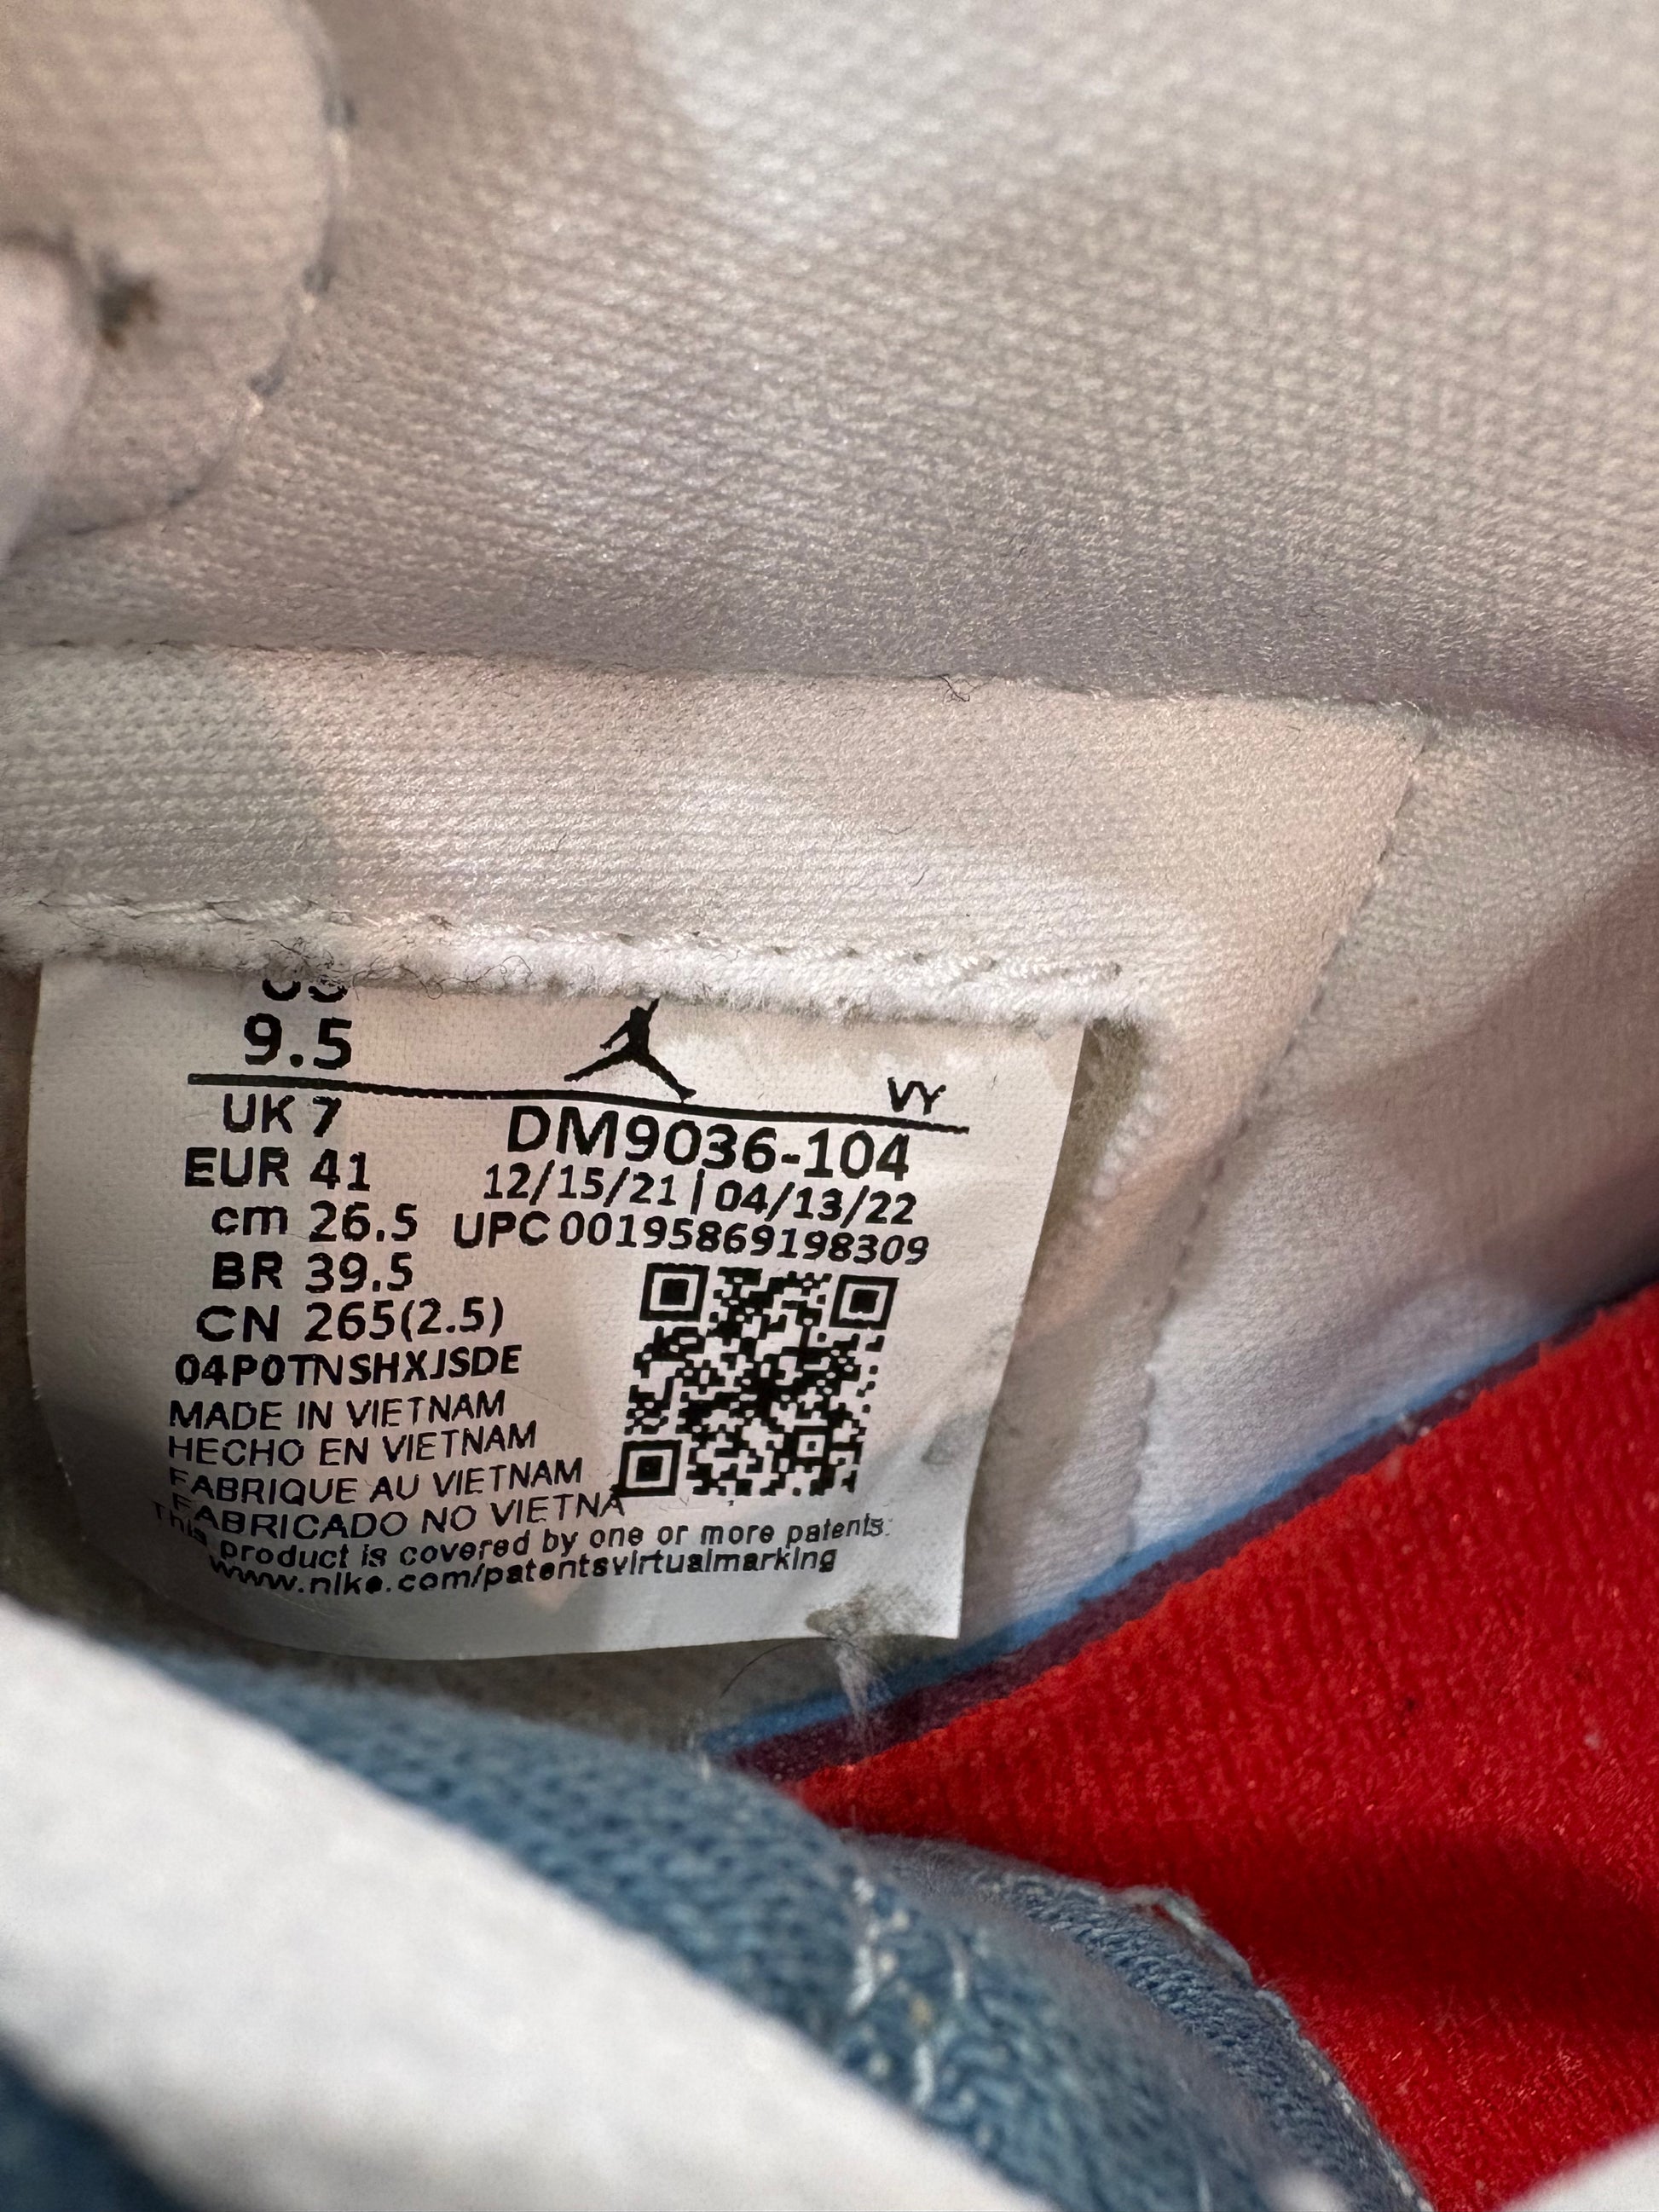 US
9.5
VY
UK 7
EUR 41
cm 26.5
BR 39.5
CN 265(2.5)
DM9036-104
12/15/21 | 04/13/22
UPC 00195869198309
04P0TNSHXJSDE
MADE IN VIETNAM
HECHO EN VIETNAM
FABRIQUE AU VIETNAM
FABRICADO NO VIETNA
This product is covered by one or more patents.
www.nike.com/patentsvirtualmarking